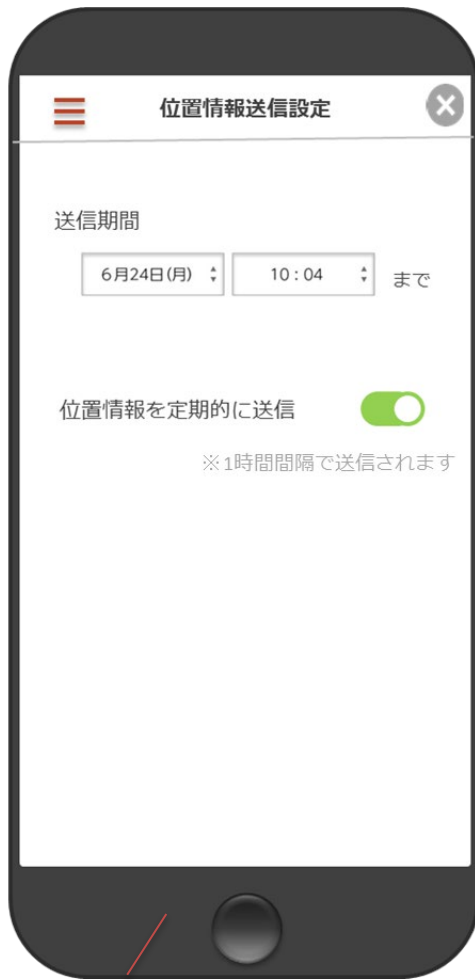 位置情報送信設定
送信期間
6月24日(月) 10:04 まで
位置情報を定期的に送信
※1時間間隔で送信されます